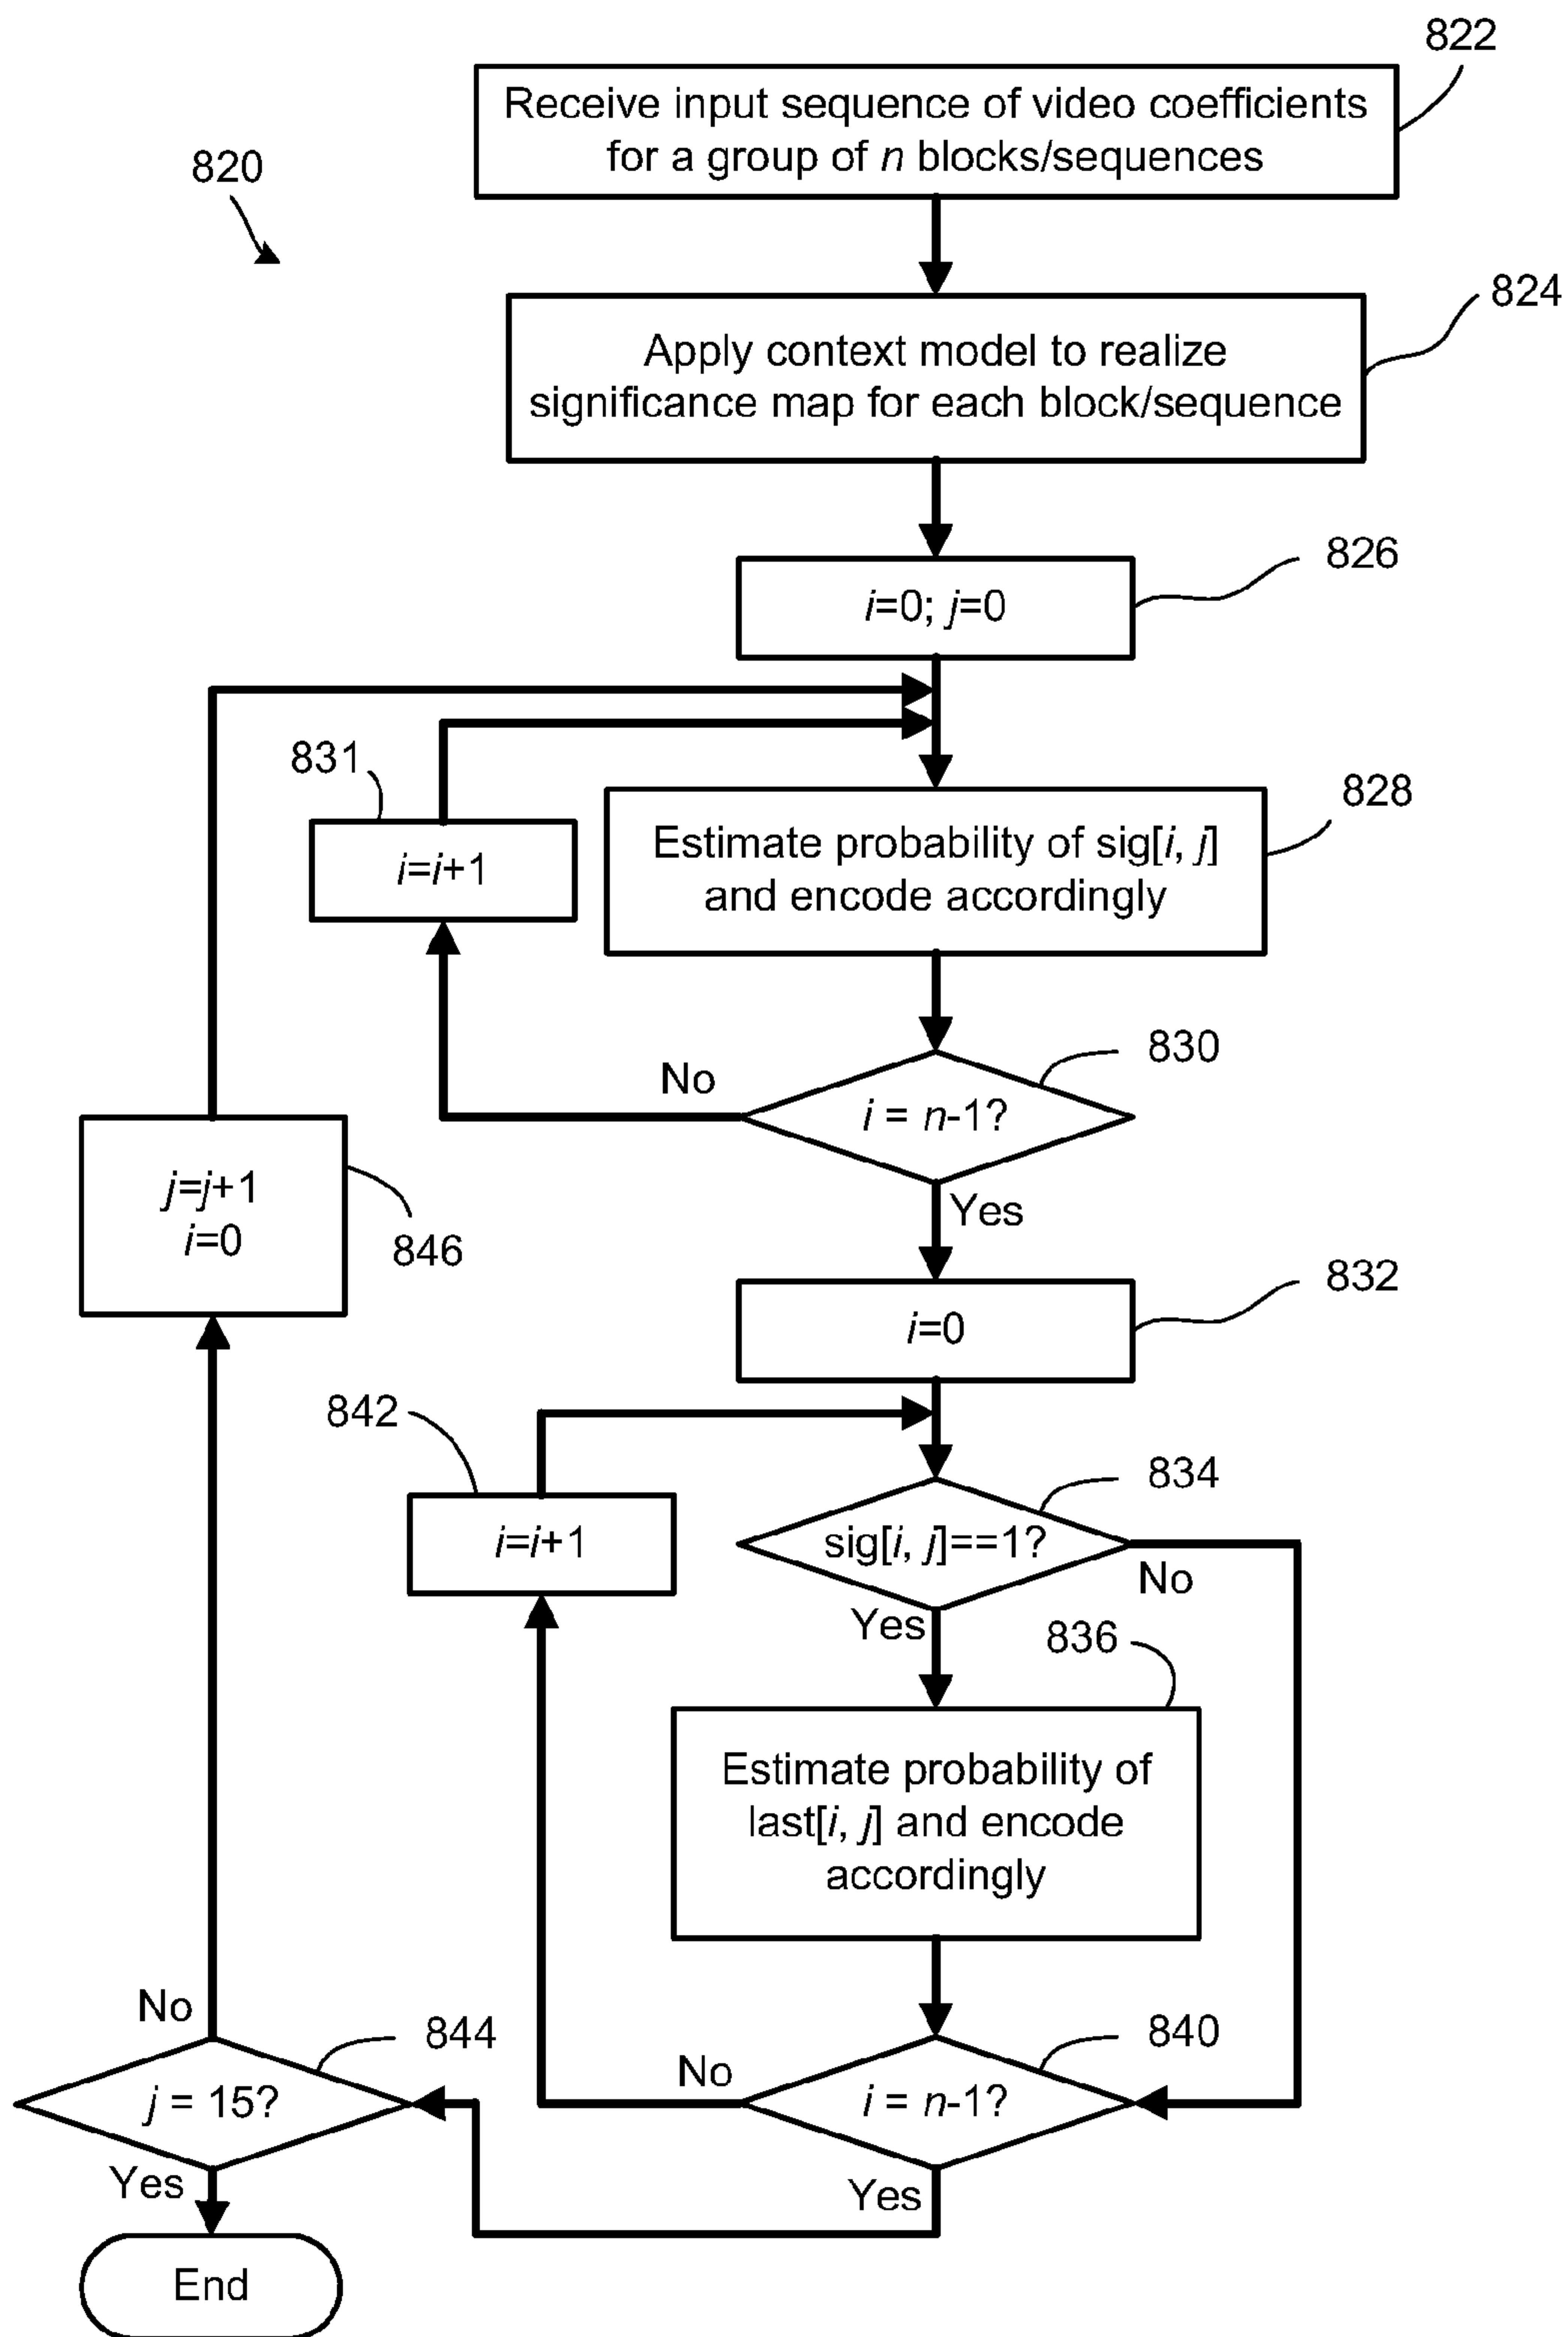 822
Receive input sequence of video coefficients
for a group of n blocks/sequences
820
824
Apply context model to realize
significance map for each block/sequence
826
i=0; j=0
831
828
i=i+1
Estimate probability of sig[i, j]
and encode accordingly
830
No
i = n-1?
Yes
j=j+1
i=0
846
832
i=0
842
834
i=i+1
sig[i, j]==1?
No
Yes
836
Estimate probability of
last[i, j] and encode
accordingly
No
844
840
No
j = 15?
i = n-1?
Yes
Yes
End